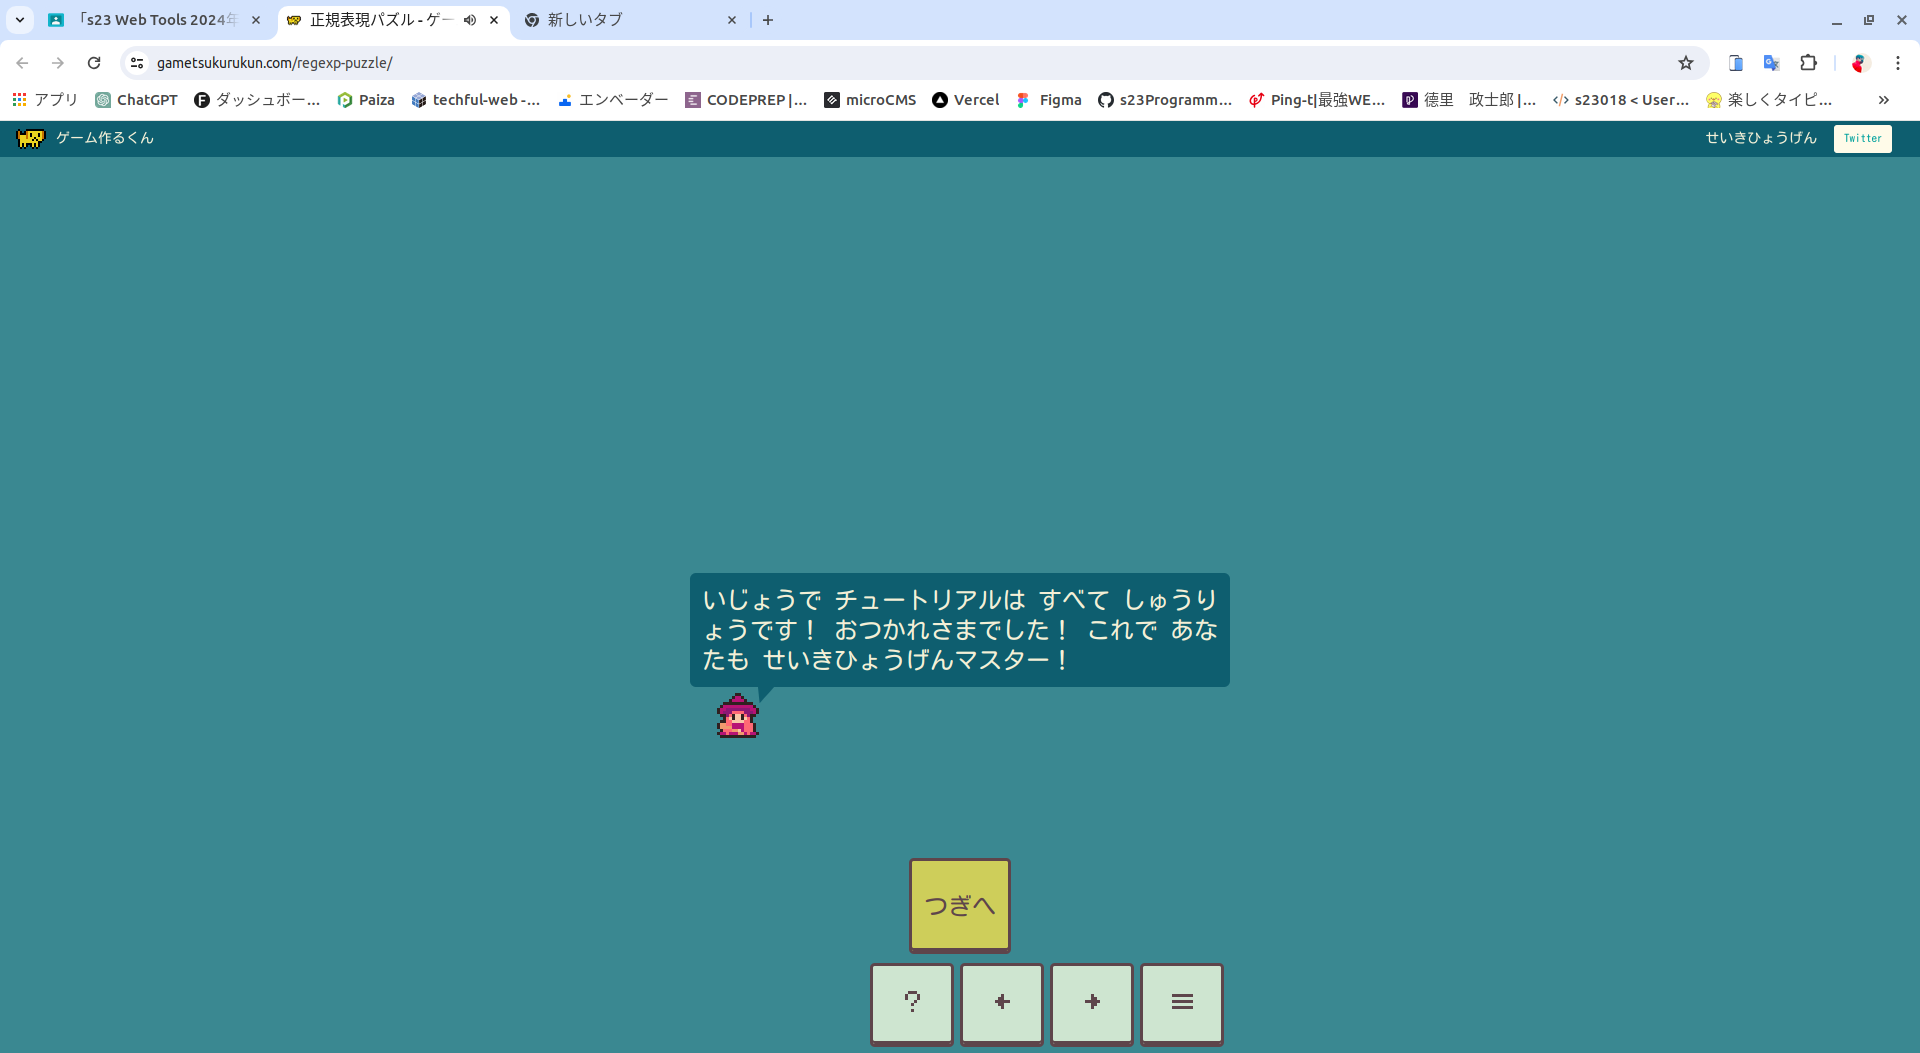 「s23 Web Tools 2024年
正規表現パズル - ゲー
新しいタブ
gametsukurukun.com/regexp-puzzle/
アプリ
ChatGPT
ダッシュボー...
Paiza
techful-web -...
エンベーダー
CODEPREP |...
microCMS
Vercel
Figma
s23Programm...
Ping-t|最強WE...
德里　政士郎 |...
s23018 < User...
楽しくタイピ...
ゲーム作るくん
せいきひょうげん
Twitter
いじょうで チュートリアルは すべて しゅうり
ょうです！ おつかれさまでした！ これで あな
たも せいきひょうげんマスター！
つぎへ
?